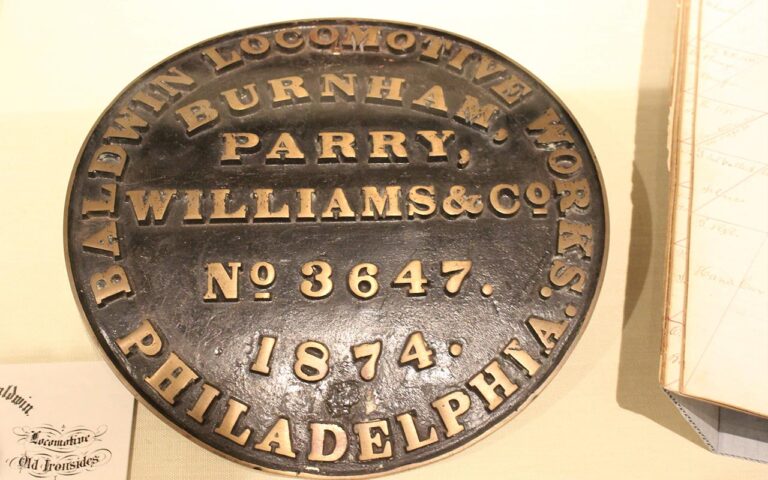 BALDWIN LOCOMOTIVE WORKS.
BURNHAM,
PARRY,
WILLIAMS & Co
No 3647.
1874.
PHILADELPHIA.
Locomotive
Old Ironsides